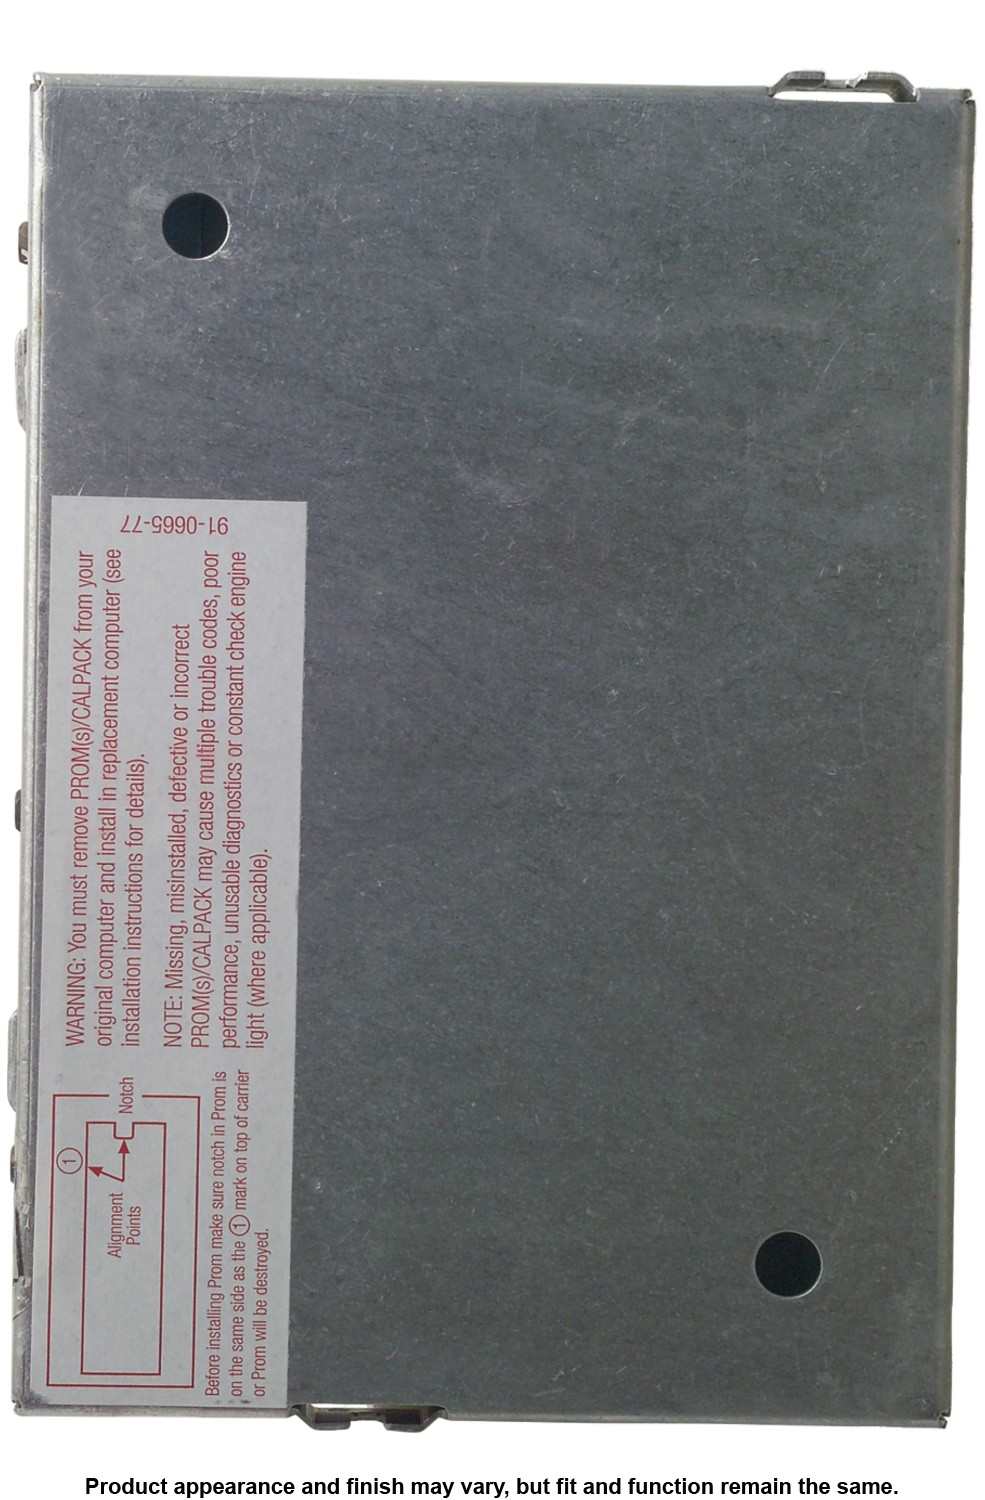 91-0665-77
WARNING: You must remove PROM(s)/CALPACK from your
original computer and install in replacement computer (see
installation instructions for details).
NOTE: Missing, misinstalled, defective or incorrect
PROM(s)/CALPACK may cause multiple trouble codes, poor
performance, unusable diagnostics or constant check engine
light (where applicable).
1
Notch
Alignment
Points
Before installing Prom make sure notch in Prom is
on the same side as the 1 mark on top of carrier
or Prom will be destroyed.
Product appearance and finish may vary, but fit and function remain the same.